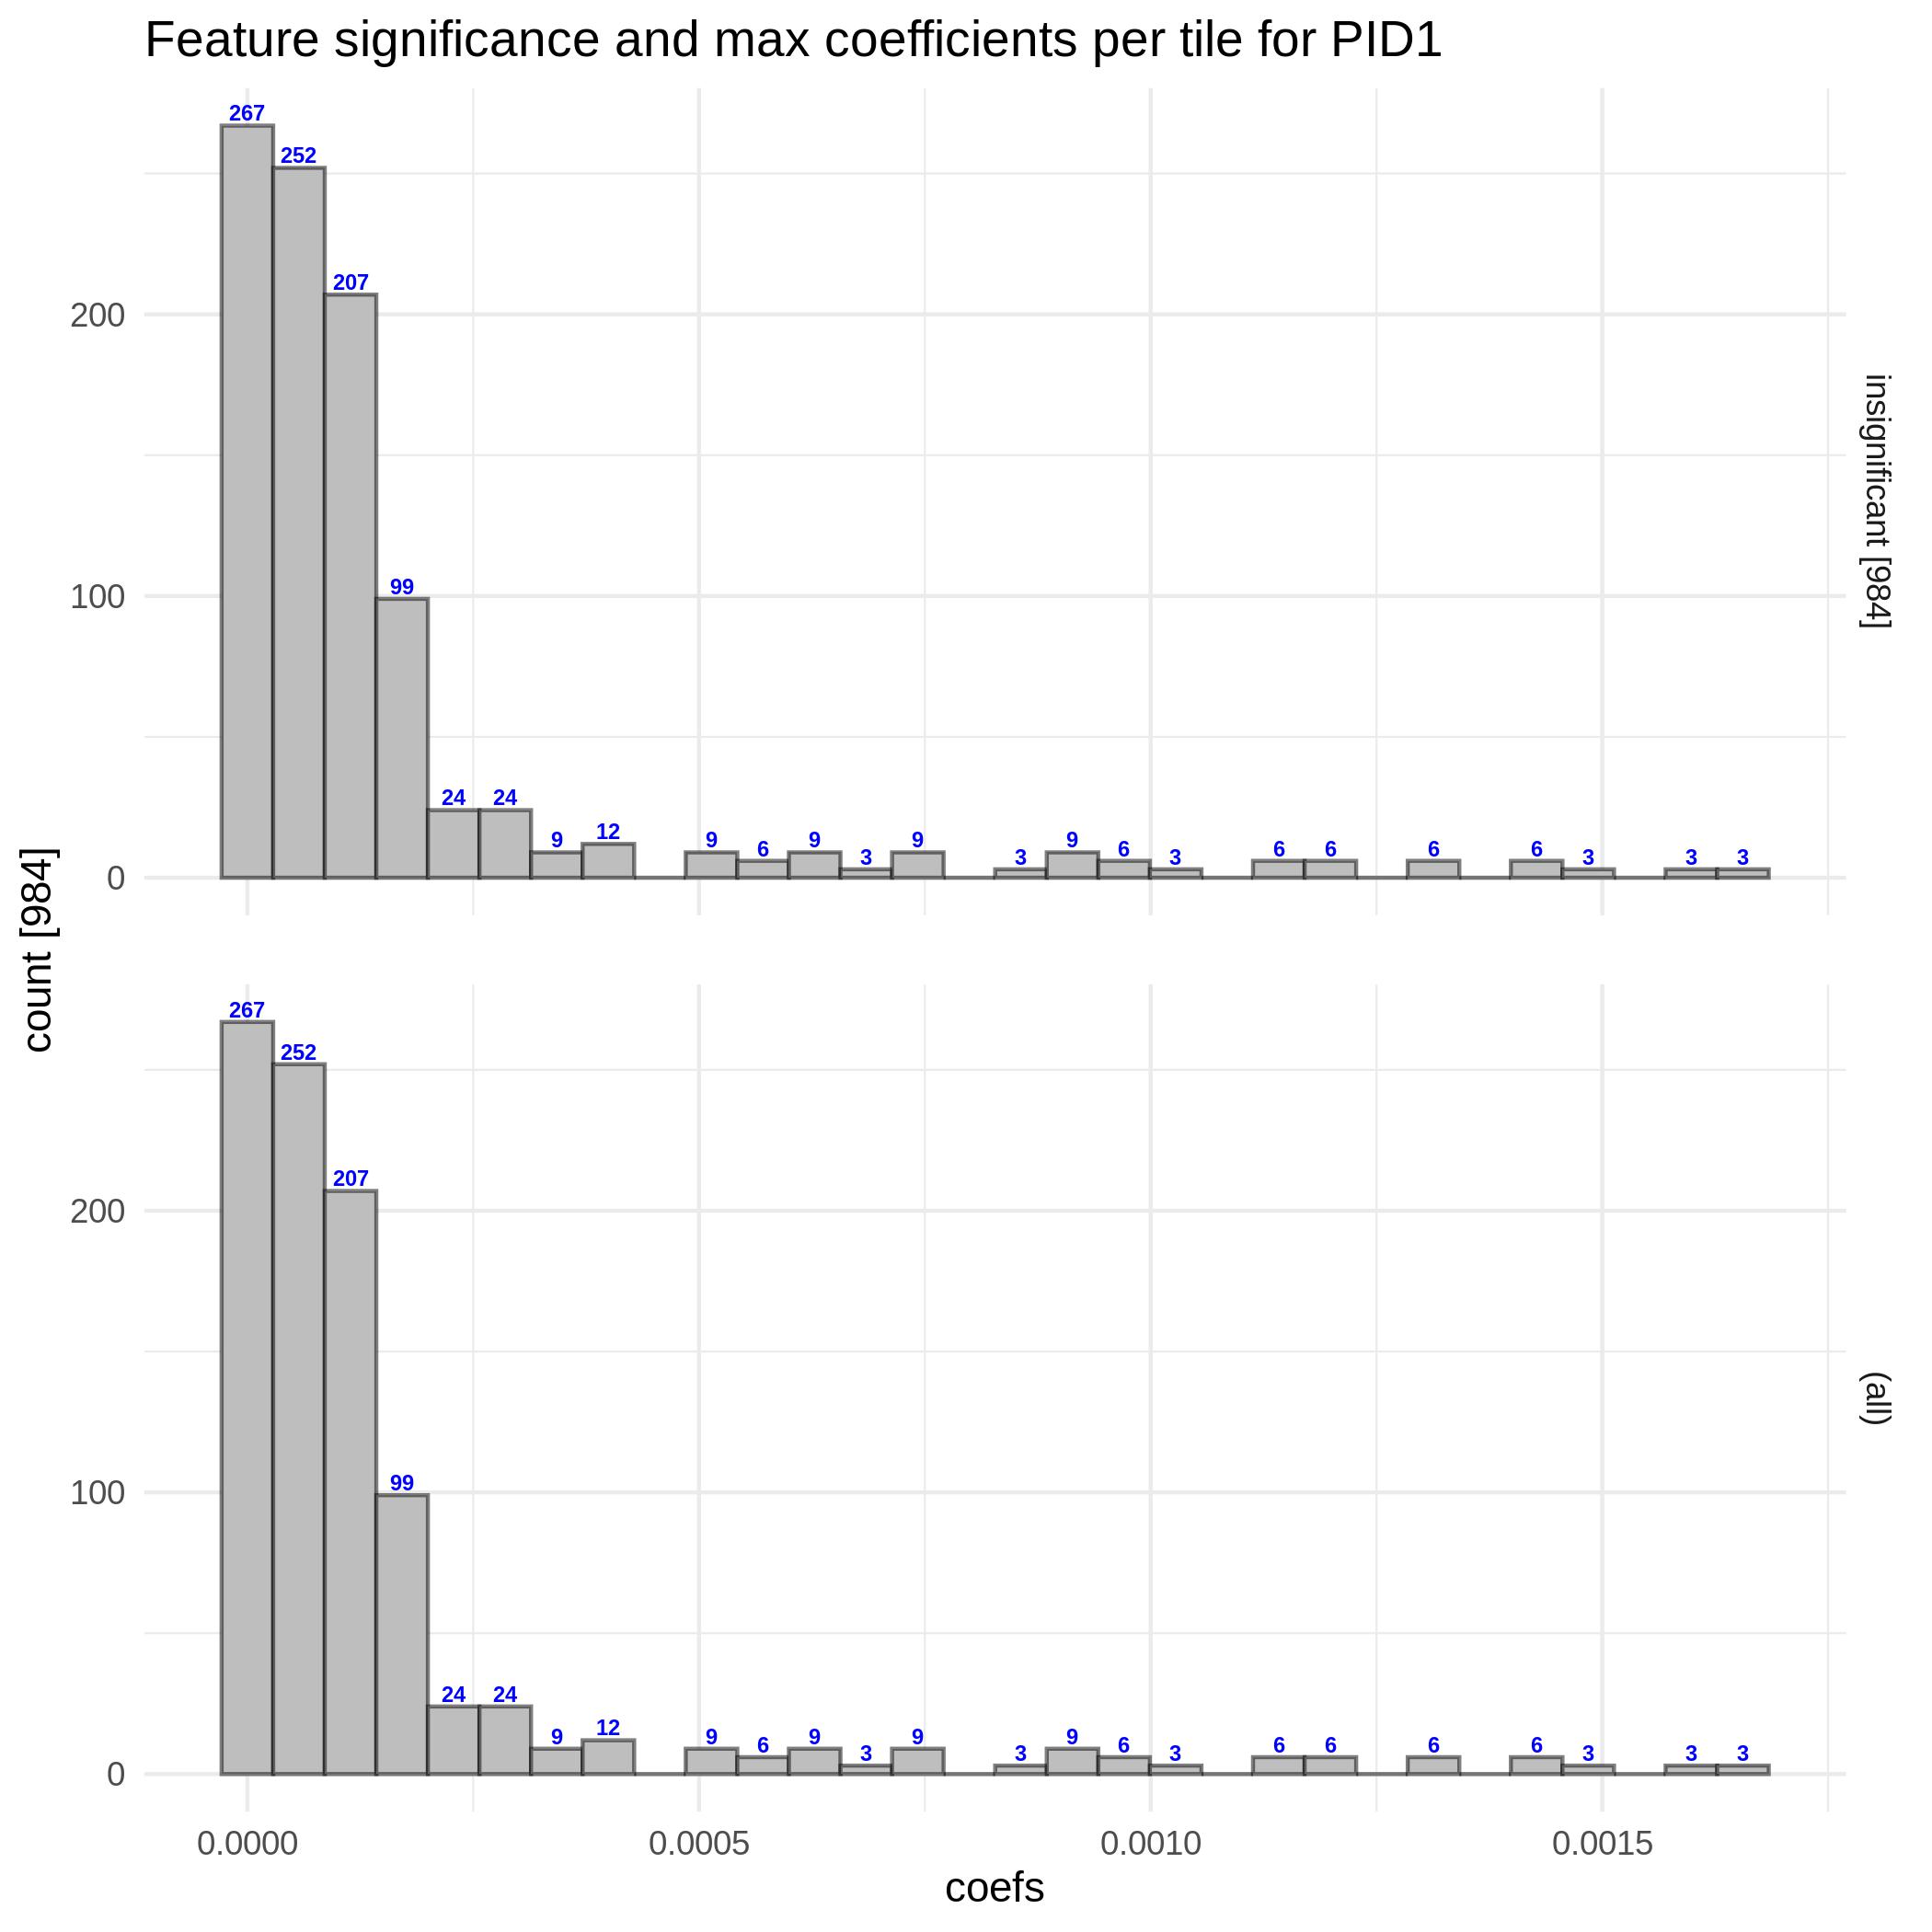 Feature significance and max coefficients per tile for PID1
267
252
207
99
24 24
9 12
9 6 9 3 9
3 9 6 3
6 6 6 6 3 3 3
200
100
0
insignificant [984]
count [984]
267
252
207
99
24 24
9 12
9 6 9 3 9
3 9 6 3
6 6 6 6 3 3 3
200
100
0
(all)
0.0000 0.0005 0.0010 0.0015
coefs